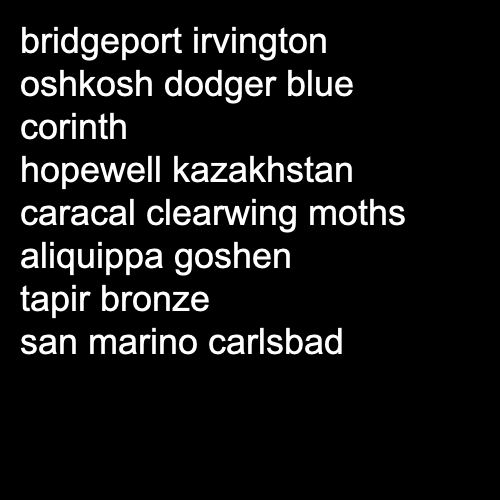 bridgeport irvington
oshkosh dodger blue
corinth
hopewell kazakhstan
caracal clearwing moths
aliquippa goshen
tapir bronze
san marino carlsbad